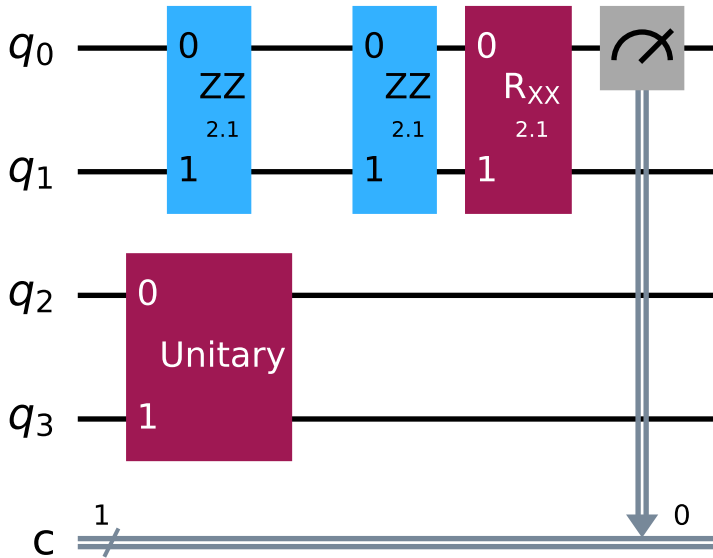 q0 0 0 0
ZZ ZZ RXX
2.1 2.1 2.1
q1 1 1 1
q2 0
Unitary
q3 1
1 0
c